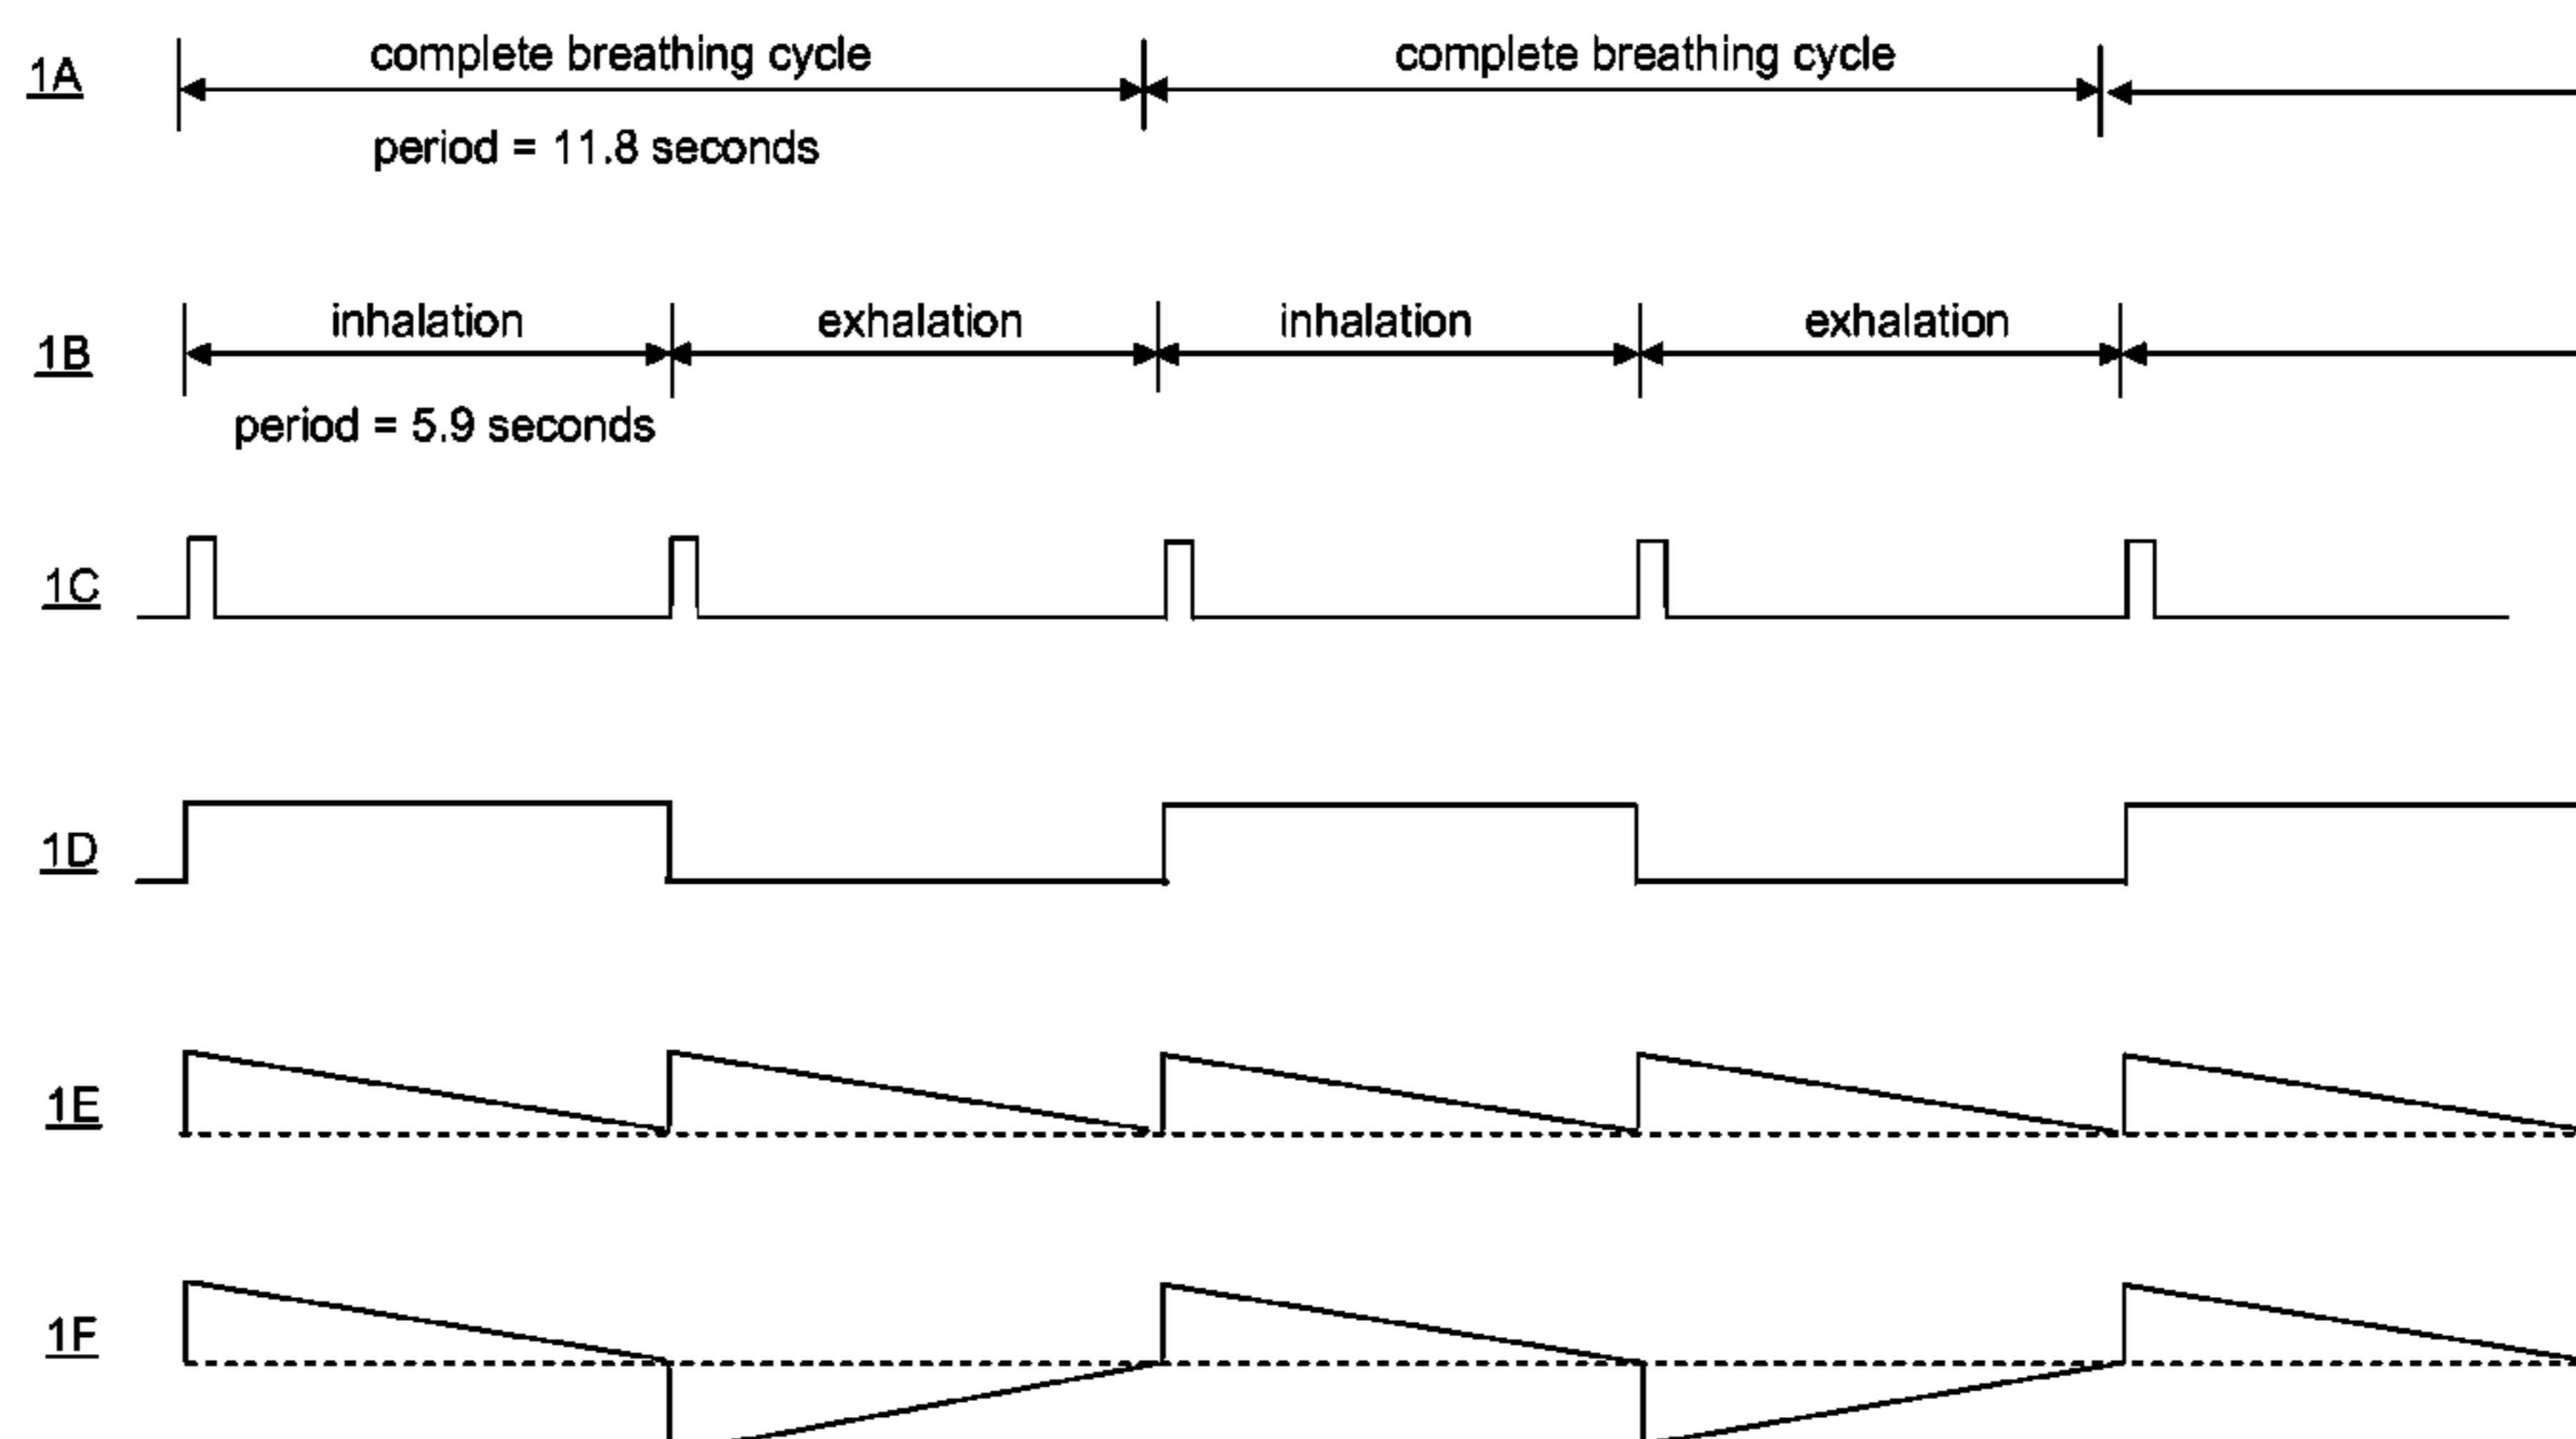 1A complete breathing cycle complete breathing cycle
period = 11.8 seconds
1B inhalation exhalation inhalation exhalation
period = 5.9 seconds
1C
1D
1E
1F